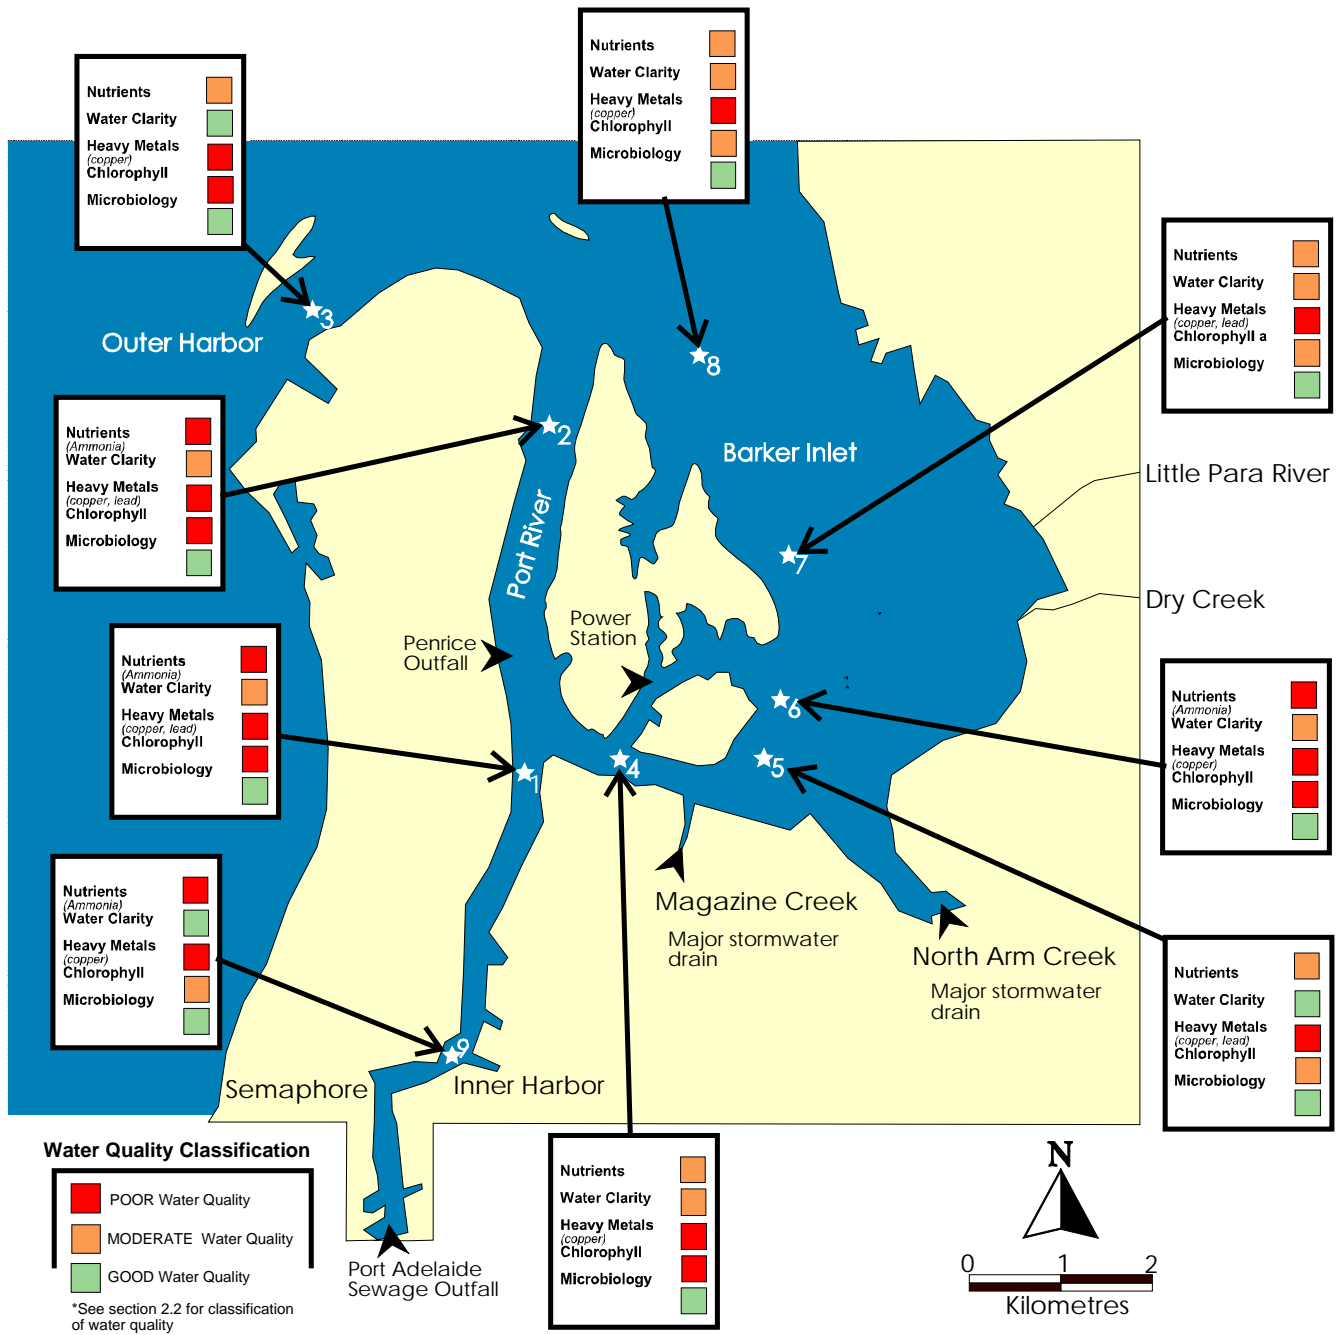 Nutrients
Water Clarity
Heavy Metals
(copper)
Chlorophyll
Microbiology
Nutrients
Water Clarity
Heavy Metals
(copper)
Chlorophyll
Microbiology
Nutrients
Water Clarity
Heavy Metals
(copper, lead)
Chlorophyll a
Microbiology
3
Outer Harbor
8
Nutrients
(Ammonia)
Water Clarity
Heavy Metals
(copper, lead)
Chlorophyll
Microbiology
2
Barker Inlet
Little Para River
Port River
7
Dry Creek
Penrice
Outfall
Power
Station
Nutrients
(Ammonia)
Water Clarity
Heavy Metals
(copper, lead)
Chlorophyll
Microbiology
6
Nutrients
(Ammonia)
Water Clarity
Heavy Metals
(copper)
Chlorophyll
Microbiology
1
4
5
Nutrients
(Ammonia)
Water Clarity
Heavy Metals
(copper)
Chlorophyll
Microbiology
Magazine Creek
Major stormwater
drain
North Arm Creek
Major stormwater
drain
Nutrients
Water Clarity
Heavy Metals
(copper, lead)
Chlorophyll
Microbiology
9
Semaphore
Inner Harbor
Water Quality Classification
POOR Water Quality
MODERATE Water Quality
GOOD Water Quality
*See section 2.2 for classification
of water quality
Port Adelaide
Sewage Outfall
Nutrients
Water Clarity
Heavy Metals
(copper)
Chlorophyll
Microbiology
N
0 1 2
Kilometres